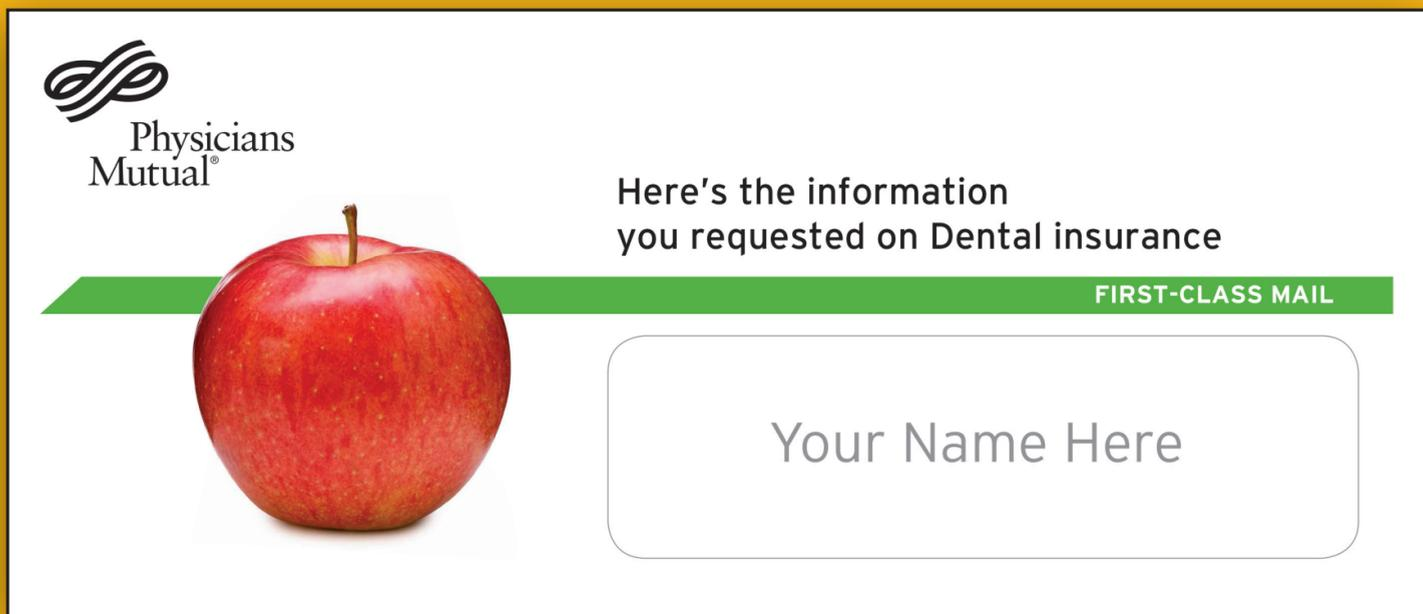 Physicians
Mutual®
Here's the information
you requested on Dental insurance
FIRST-CLASS MAIL
Your Name Here